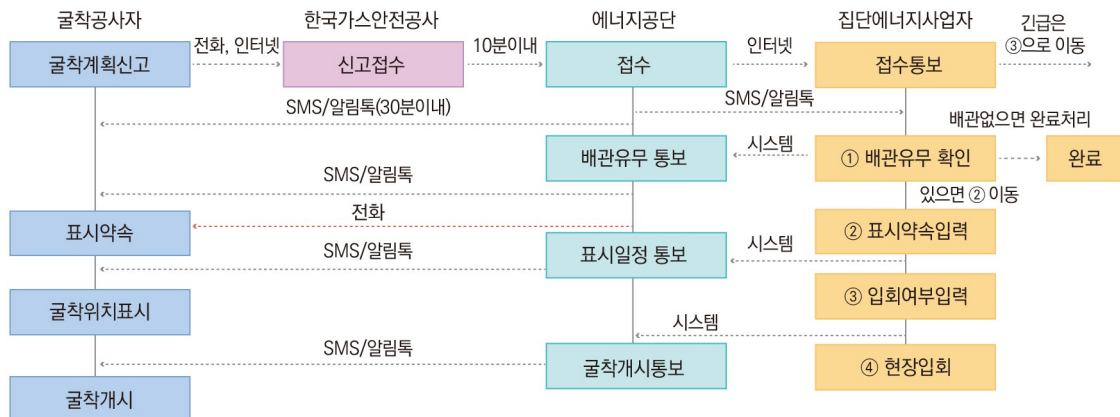 굴착공사자
한국가스안전공사
에너지공단
집단에너지사업자
긴급은
③으로 이동
굴착계획신고
전화, 인터넷
신고접수
10분이내
접수
인터넷
접수통보
SMS/알림톡(30분이내)
SMS/알림톡
배관없으면 완료처리
배관유무 통보
시스템
① 배관유무 확인
완료
SMS/알림톡
있으면 ② 이동
전화
표시약속
② 표시약속입력
SMS/알림톡
표시일정 통보
시스템
굴착위치표시
③ 입회여부입력
시스템
SMS/알림톡
굴착개시통보
④ 현장입회
굴착개시